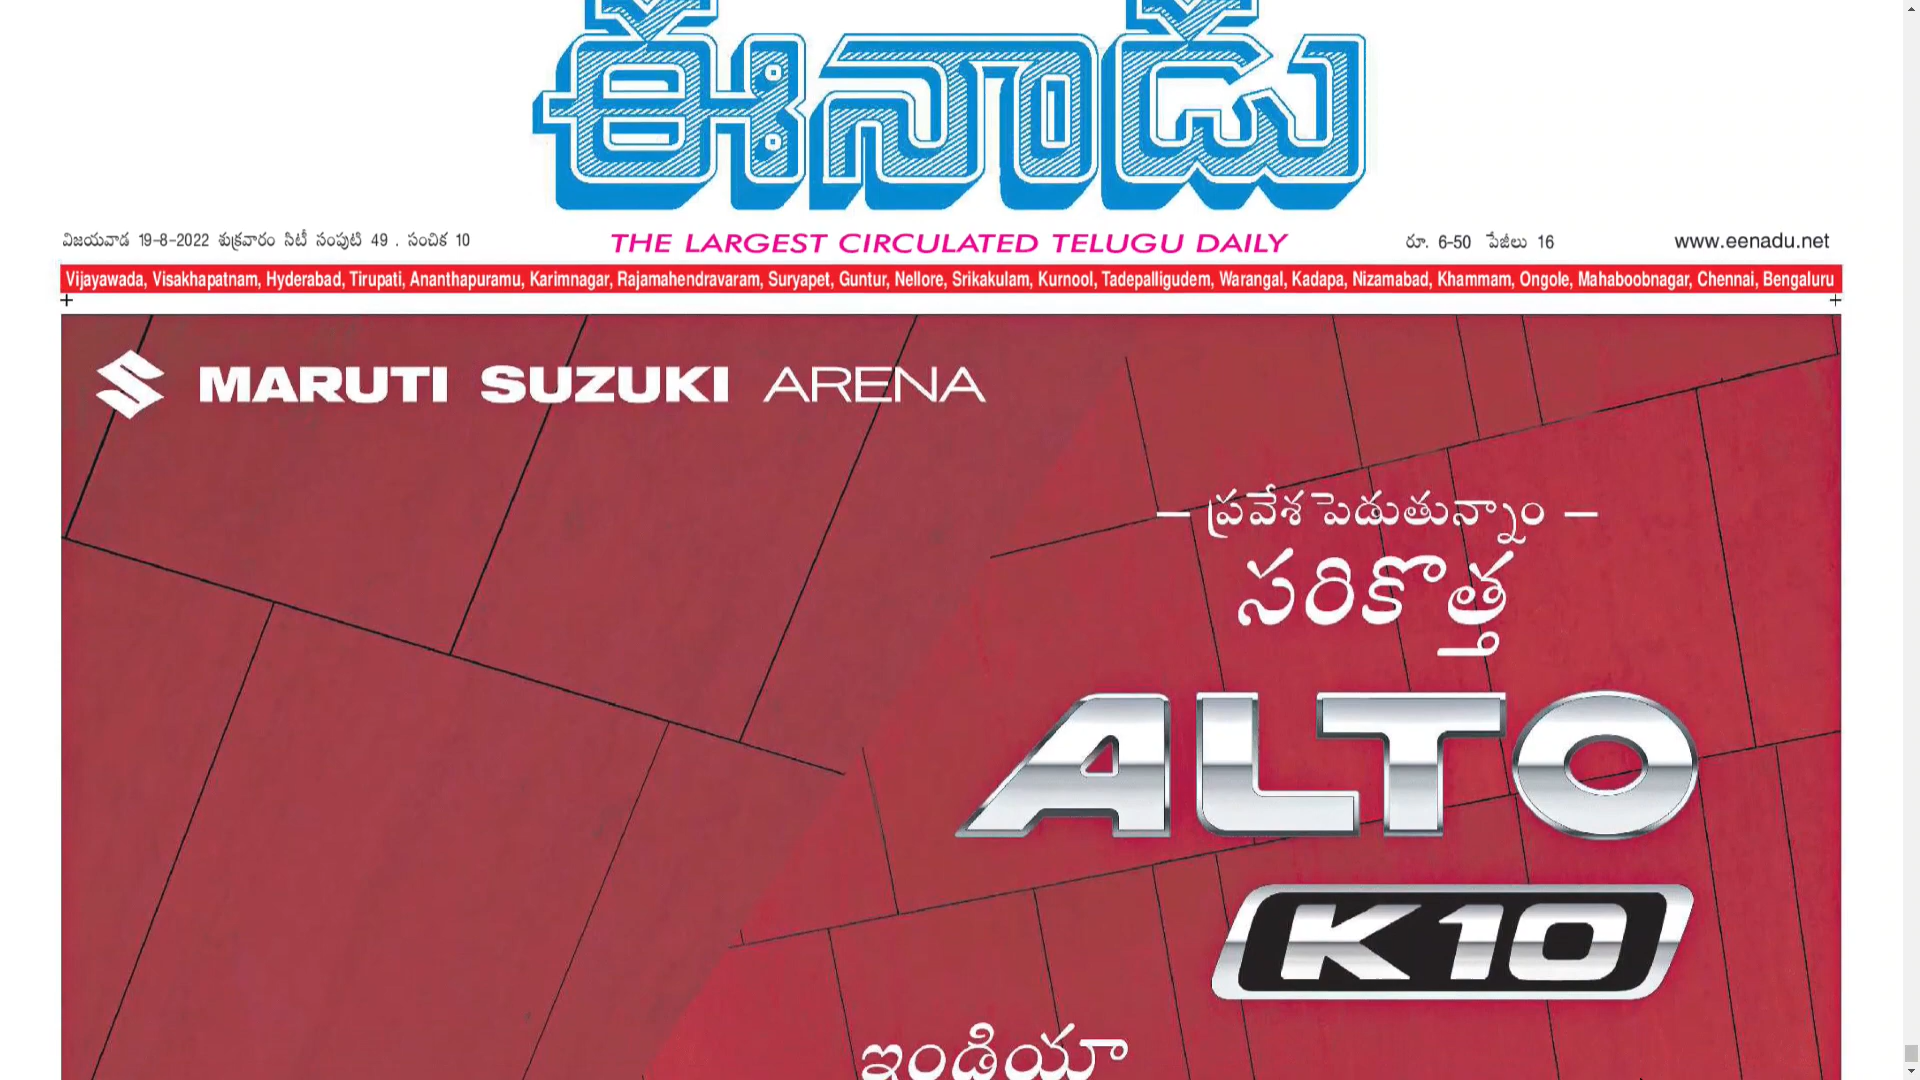 ఈనాడు
విజయవాడ 19-8-2022 శుక్రవారం సిటీ సంపుటి 49 . సంచిక 10
THE LARGEST CIRCULATED TELUGU DAILY
రూ. 6-50 పేజీలు 16
www.eenadu.net
Vijayawada, Visakhapatnam, Hyderabad, Tirupati, Ananthapuramu, Karimnagar, Rajamahendravaram, Suryapet, Guntur, Nellore, Srikakulam, Kurnool, Tadepalligudem, Warangal, Kadapa, Nizamabad, Khammam, Ongole, Mahaboobnagar, Chennai, Bengaluru
MARUTI SUZUKI ARENA
– ప్రవేశపెడుతున్నాం –
సరికొత్త
ALTO
K10
ఇండియా